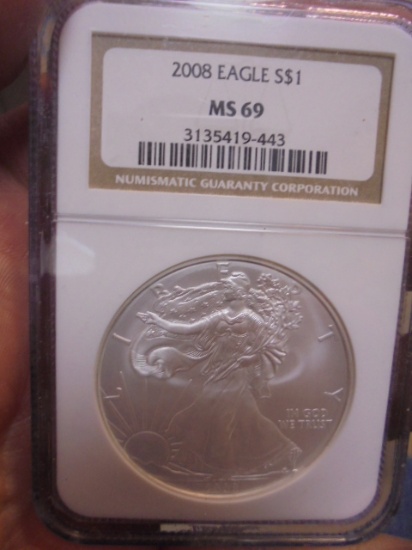 2008 EAGLE S$1
MS 69
3135419-443
NUMISMATIC GUARANTY CORPORATION
LIBERTY
IN GOD
WE TRUST